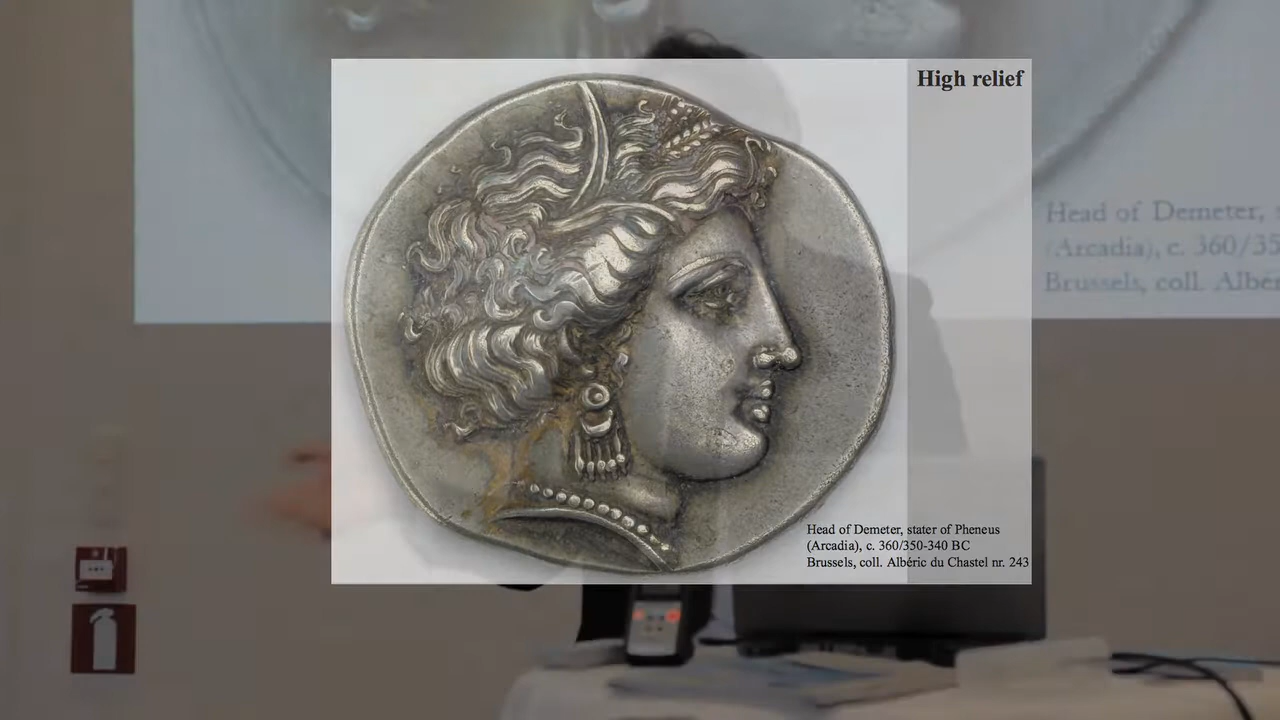 High relief
Head of Demeter,
(Arcadia), c. 360/35
Brussels, coll. Alber
Head of Demeter, stater of Pheneus
(Arcadia), c. 360/350-340 BC
Brussels, coll. Albéric du Chastel nr. 243